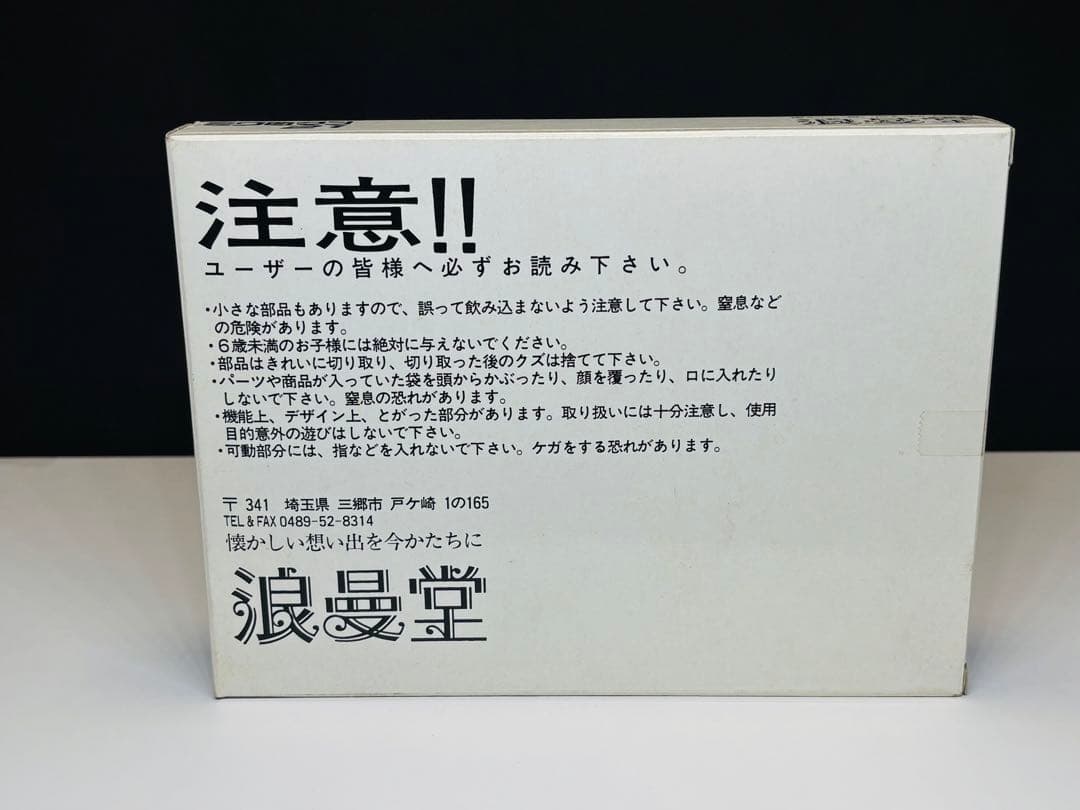 注意!!
ユーザーの皆様へ必ずお読み下さい。
・小さな部品もありますので、誤って飲み込まないよう注意して下さい。窒息など
の危険があります。
・6歳未満のお子様には絶対に与えないでください。
・部品はきれいに切り取り、切り取った後のクズは捨てて下さい。
・パーツや商品が入っていた袋を頭からかぶったり、顔を覆ったり、口に入れたり
しないで下さい。窒息の恐れがあります。
・機能上、デザイン上、とがった部分があります。取り扱いには十分注意し、使用
目的意外の遊びはしないで下さい。
・可動部分には、指などを入れないで下さい。ケガをする恐れがあります。
〒 341 埼玉県 三郷市 戸ケ崎 1の165
TEL & FAX 0489-52-8314
懐かしい想い出を今かたちに
浪曼堂